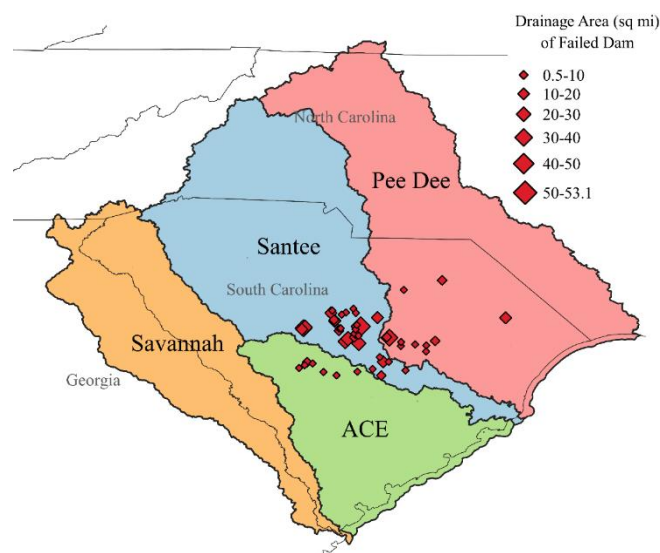 Drainage Area (sq mi)
of Failed Dam
0.5-10
10-20
20-30
30-40
40-50
50-53.1
North Carolina
Pee Dee
Santee
South Carolina
Savannah
Georgia
ACE